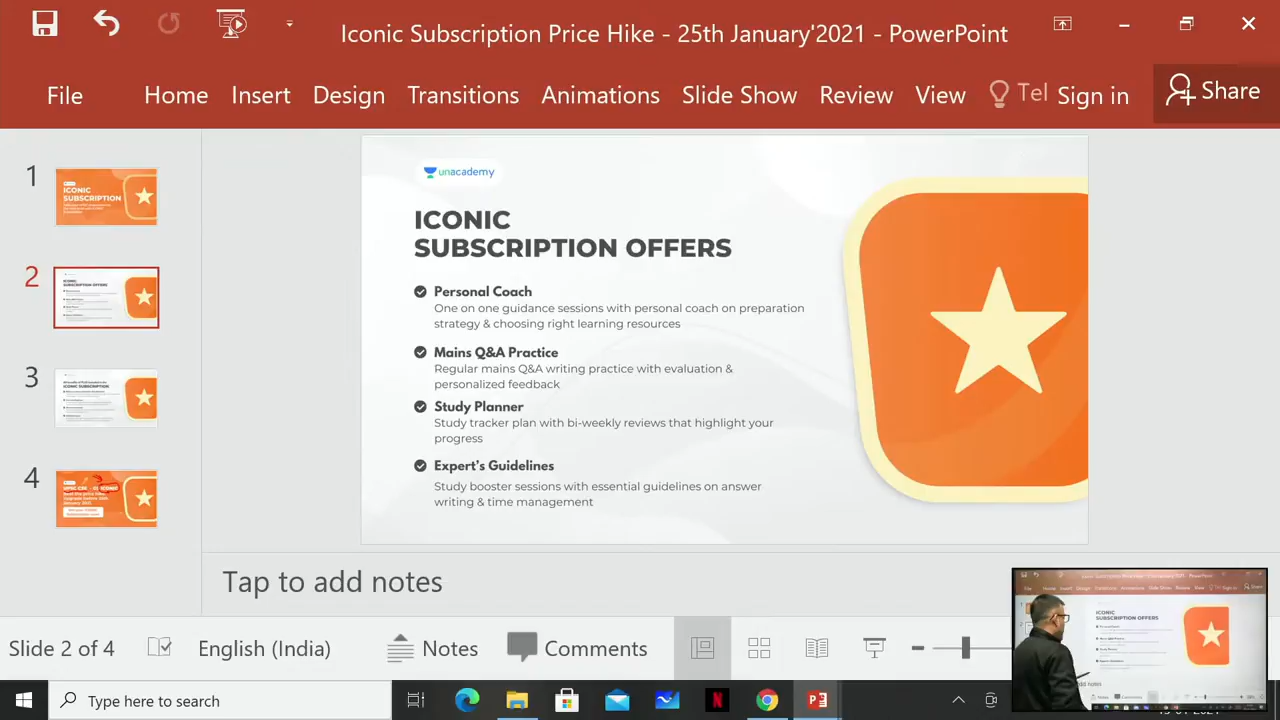 Iconic Subscription Price Hike - 25th January'2021 - PowerPoint
File Home Insert Design Transitions Animations Slide Show Review View Tel Sign in Share
1
ICONIC
SUBSCRIPTION
2
3
4
unacademy
ICONIC
SUBSCRIPTION OFFERS
Personal Coach
One on one guidance sessions with personal coach on preparation
strategy & choosing right learning resources
Mains Q&A Practice
Regular mains Q&A writing practice with evaluation &
personalized feedback
Study Planner
Study tracker plan with bi-weekly reviews that highlight your
progress
Expert's Guidelines
Study booster sessions with essential guidelines on answer
writing & time management
Tap to add notes
Slide 2 of 4 English (India) Notes Comments
Type here to search
ICONIC
SUBSCRIPTION OFFERS